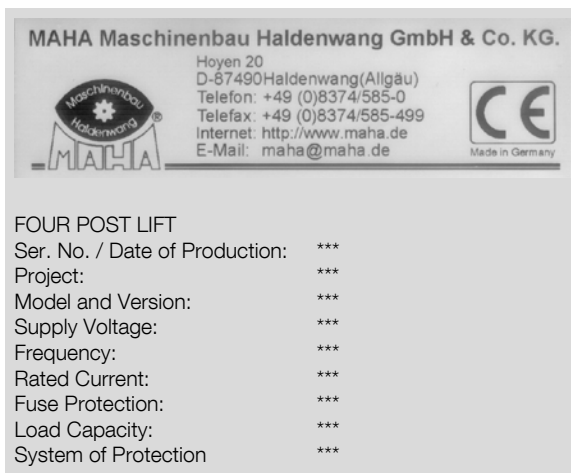 MAHA Maschinenbau Haldenwang GmbH & Co. KG.
Hoyen 20
D-87490Haldenwang(Allgäu)
Telefon: +49 (0)8374/585-0
Telefax: +49 (0)8374/585-499
Internet: http://www.maha.de
E-Mail: maha@maha.de
Maschinenbau
Haldenwang
®
MAHA
CE
Made in Germany
FOUR POST LIFT
Ser. No. / Date of Production: ***
Project: ***
Model and Version: ***
Supply Voltage: ***
Frequency: ***
Rated Current: ***
Fuse Protection: ***
Load Capacity: ***
System of Protection ***